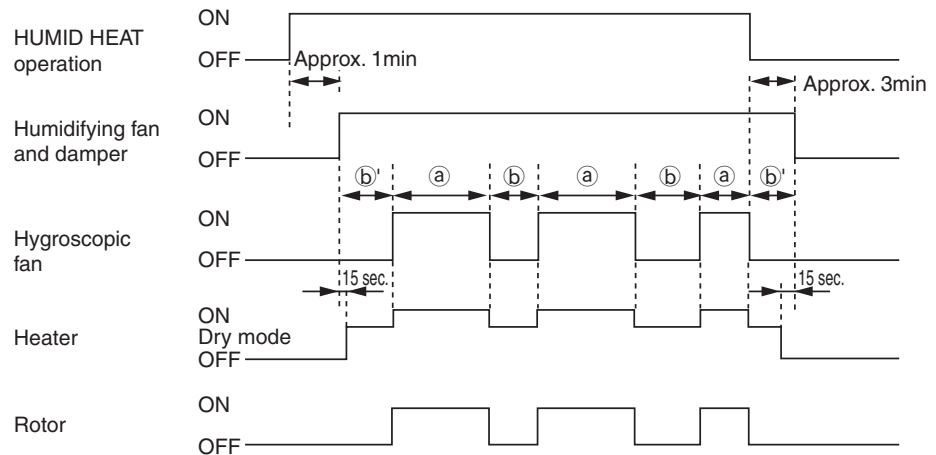 ON
HUMID HEAT
operation
OFF
Approx. 1min
Approx. 3min
ON
Humidifying fan
and damper
OFF
ⓑ' ⓐ ⓑ ⓐ ⓑ ⓐ ⓑ'
ON
Hygroscopic
fan
OFF
15 sec. 15 sec.
ON
Heater
Dry mode
OFF
ON
Rotor
OFF